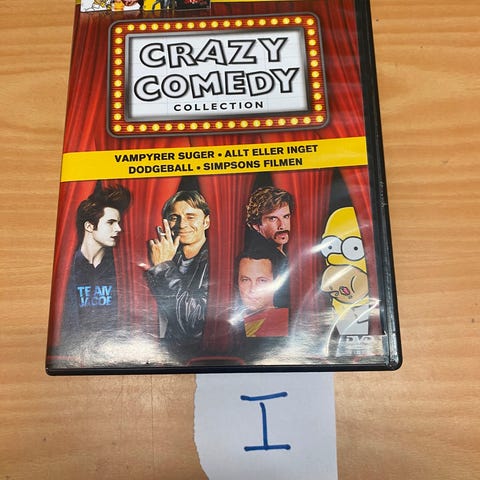 CRAZY
COMEDY
COLLECTION
VAMPYRER SUGER • ALLT ELLER INGET
DODGEBALL • SIMPSONS FILMEN
TEAM
JACOB
DVD
I